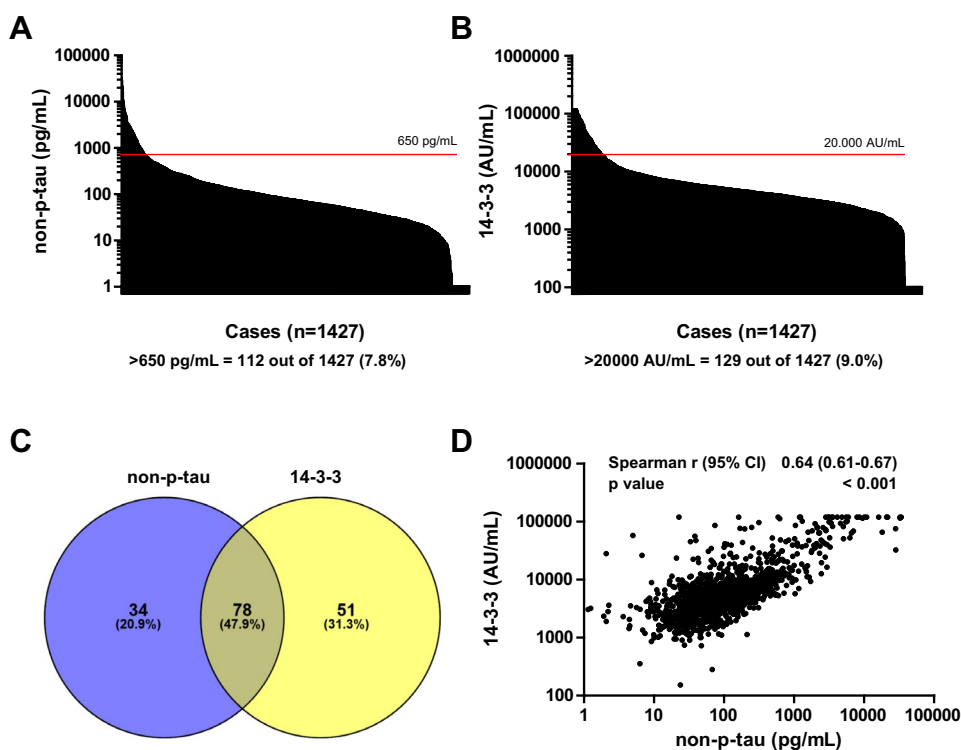 A
100000
10000
1000
100
10
1
non-p-tau (pg/mL)
650 pg/mL
Cases (n=1427)
>650 pg/mL = 112 out of 1427 (7.8%)
B
1000000
100000
10000
1000
100
14-3-3 (AU/mL)
20.000 AU/mL
Cases (n=1427)
>20000 AU/mL = 129 out of 1427 (9.0%)
C
non-p-tau
14-3-3
34
(20.9%)
78
(47.9%)
51
(31.3%)
D
Spearman r (95% CI) 0.64 (0.61-0.67)
p value < 0.001
1000000
100000
10000
1000
100
14-3-3 (AU/mL)
1 10 100 1000 10000 100000
non-p-tau (pg/mL)